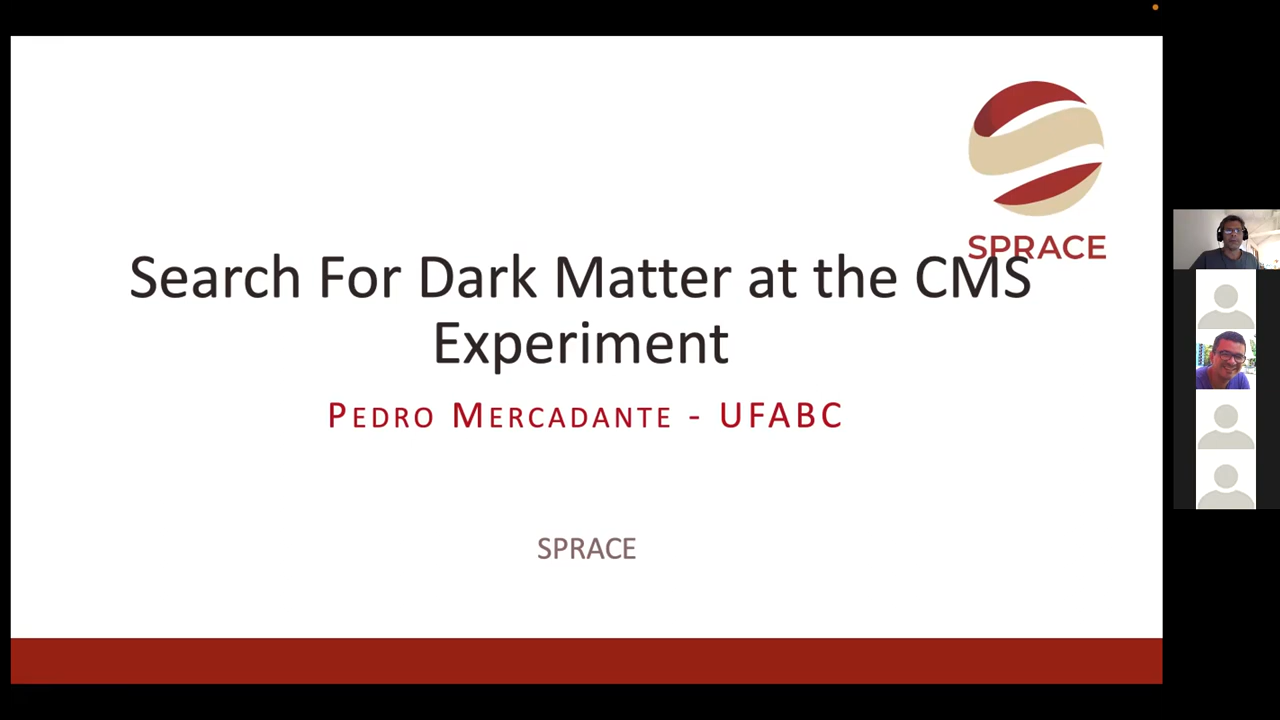 SPRACE
Search For Dark Matter at the CMS
Experiment
PEDRO MERCADANTE - UFABC
SPRACE